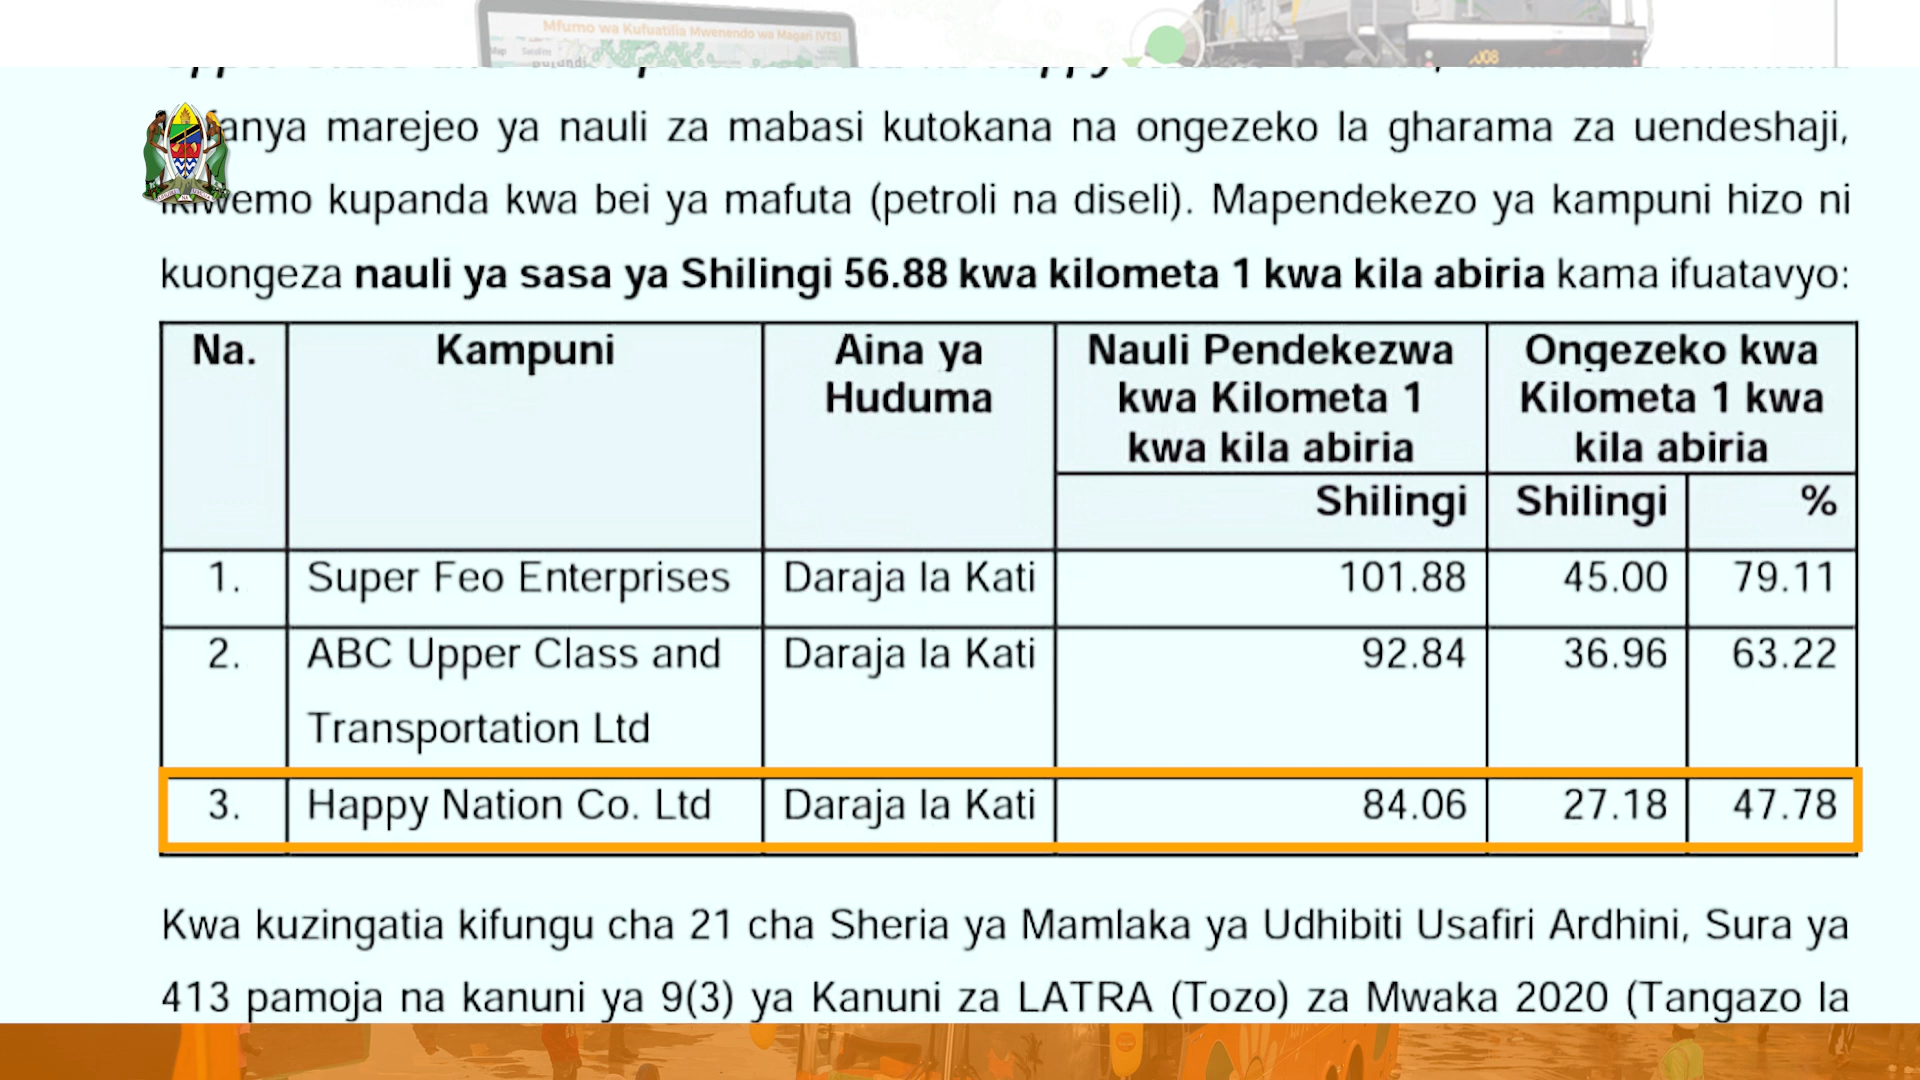 Mfumo wa Kufuatilia Mwenendo wa Magari (VTS)
Burundi
anya marejeo ya nauli za mabasi kutokana na ongezeko la gharama za uendeshaji,
ikiwemo kupanda kwa bei ya mafuta (petroli na diseli). Mapendekezo ya kampuni hizo ni
kuongeza nauli ya sasa ya Shilingi 56.88 kwa kilometa 1 kwa kila abiria kama ifuatavyo:
Na. Kampuni Aina ya Huduma Nauli Pendekezwa kwa Kilometa 1 kwa kila abiria Ongezeko kwa Kilometa 1 kwa kila abiria
Shilingi Shilingi %
1. Super Feo Enterprises Daraja la Kati 101.88 45.00 79.11
2. ABC Upper Class and Daraja la Kati 92.84 36.96 63.22
Transportation Ltd
3. Happy Nation Co. Ltd Daraja la Kati 84.06 27.18 47.78
Kwa kuzingatia kifungu cha 21 cha Sheria ya Mamlaka ya Udhibiti Usafiri Ardhini, Sura ya
413 pamoja na kanuni ya 9(3) ya Kanuni za LATRA (Tozo) za Mwaka 2020 (Tangazo la